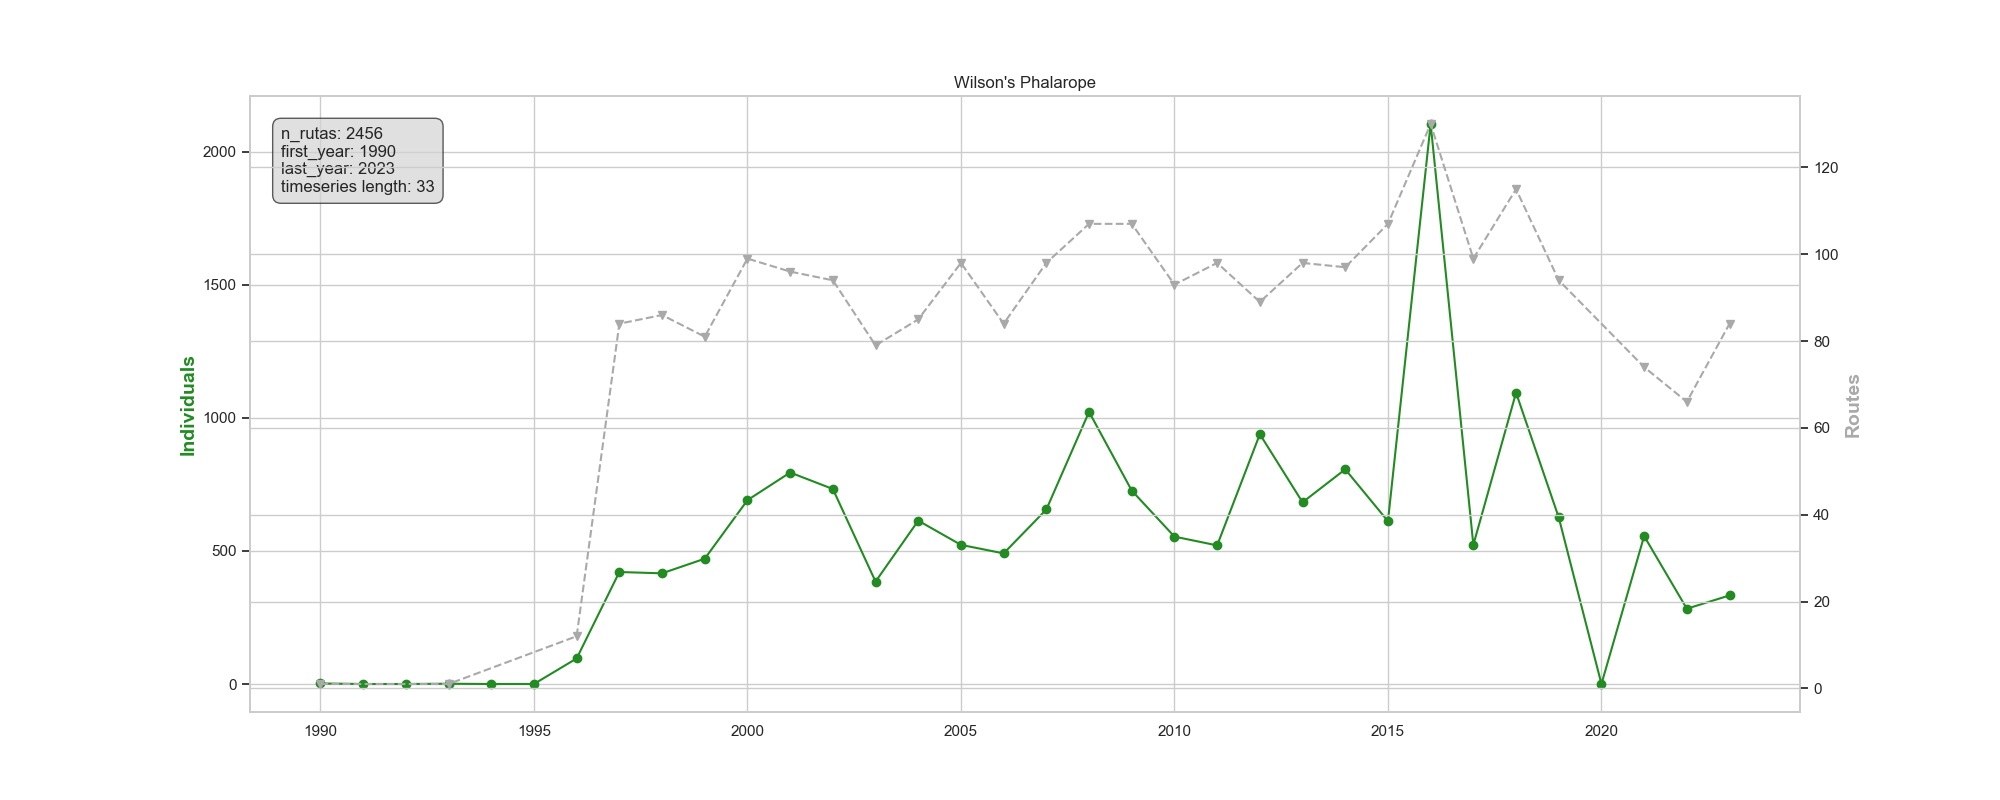 Wilson's Phalarope
n_rutas: 2456
first_year: 1990
last_year: 2023
timeseries length: 33
2000
1500
1000
500
0
Individuals
120
100
80
60
40
20
0
Routes
1990
1995
2000
2005
2010
2015
2020